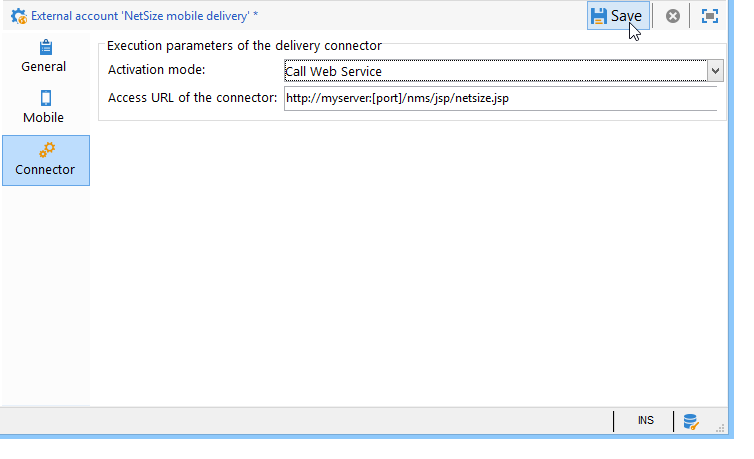 External account 'NetSize mobile delivery' *
Save
General
Mobile
Connector
Execution parameters of the delivery connector
Activation mode: Call Web Service
Access URL of the connector: http://myserver:[port]/nms/jsp/netsize.jsp
INS